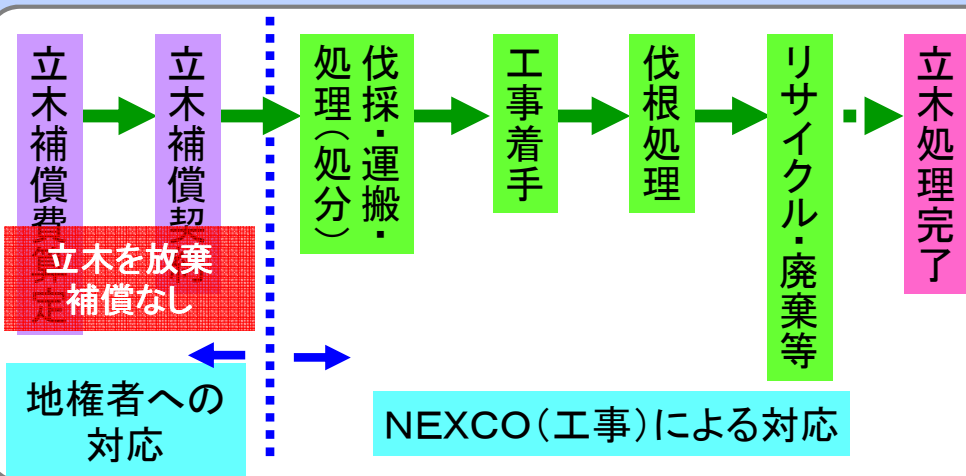 立木補償費算定
立木補償契約
伐採・運搬・
処理(処分)
工事着手
伐根処理
リサイクル・廃棄等
立木処理完了
立木を放棄
補償なし
地権者への
対応
NEXCO(工事)による対応